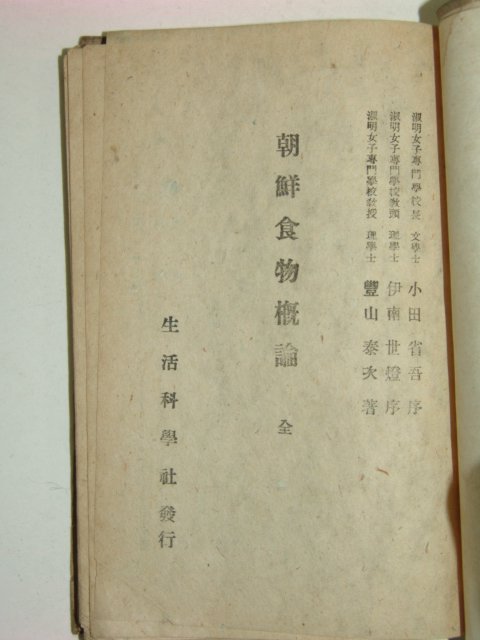 淑明女子專門學校長 文學士 小田省吾序
淑明女子專門學校敎頭 理學士 伊南世燈序
淑明女子專門學校敎授 理學士 豐山泰次著
朝鮮食物槪論 全
生活科學社發行